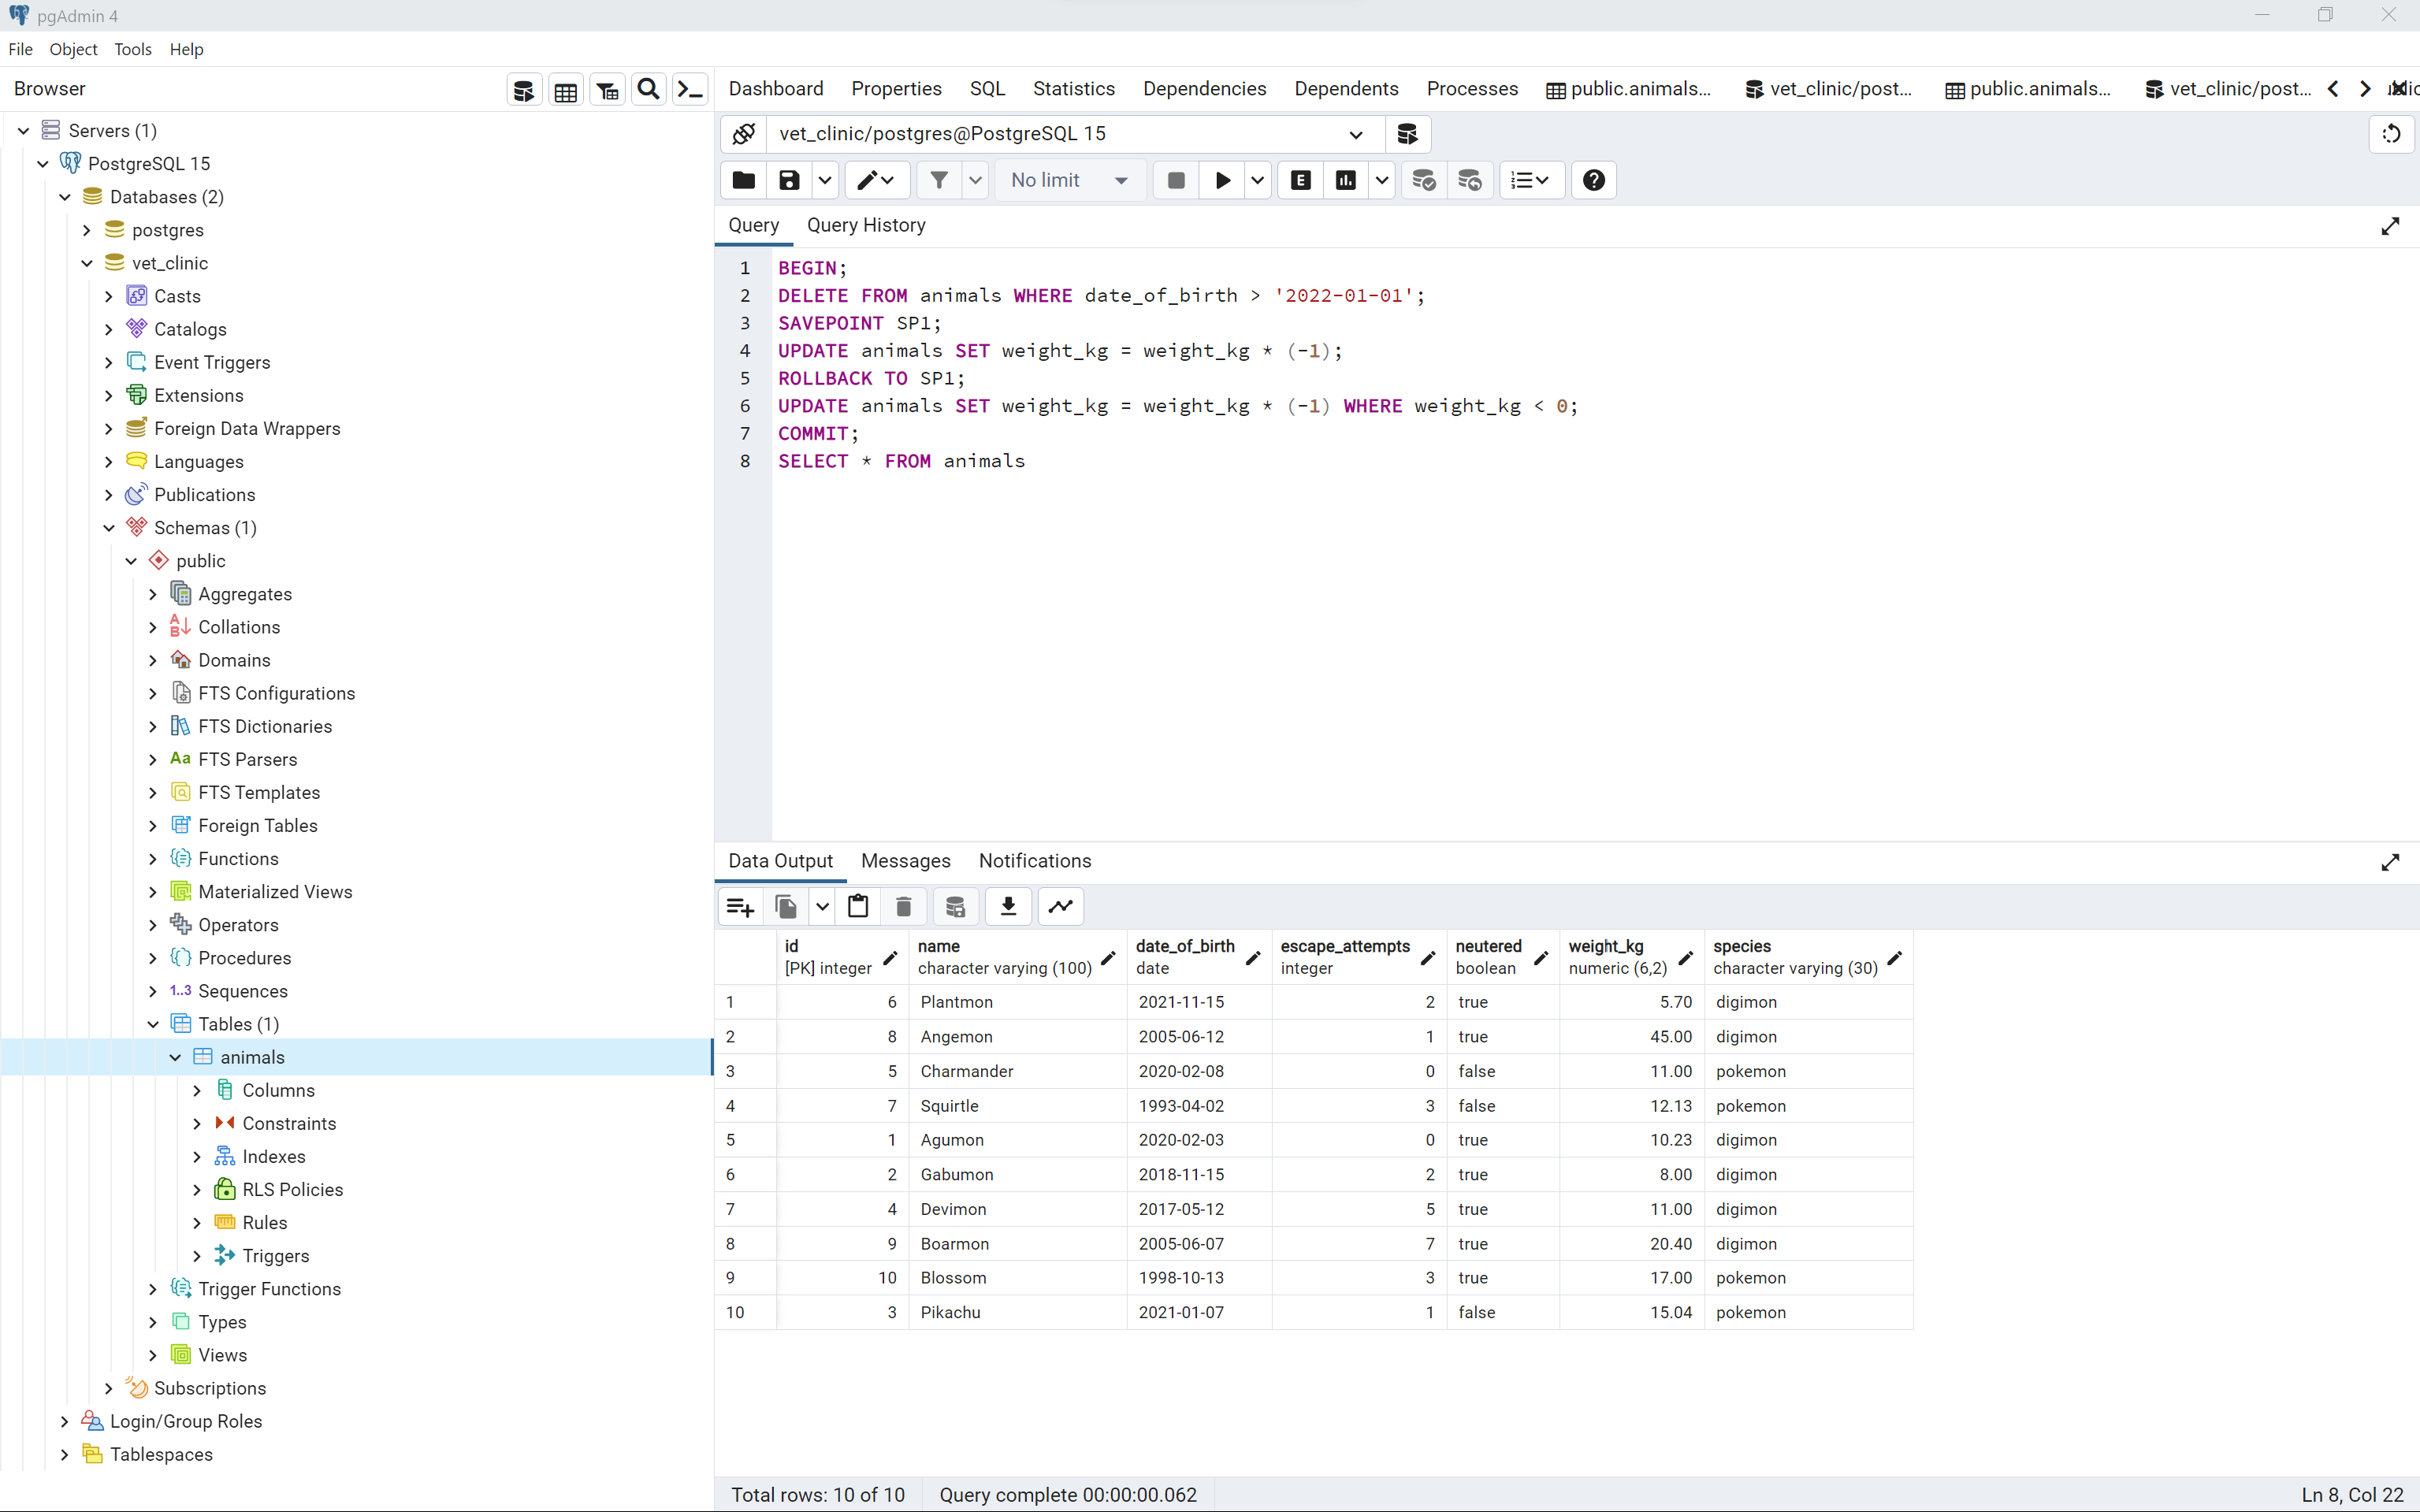 pgAdmin 4
File Object Tools Help
Browser
Dashboard Properties SQL Statistics Dependencies Dependents Processes public.animals... vet_clinic/post... public.animals... vet_clinic/post...
Servers (1)
PostgreSQL 15
Databases (2)
postgres
vet_clinic
Casts
Catalogs
Event Triggers
Extensions
Foreign Data Wrappers
Languages
Publications
Schemas (1)
public
Aggregates
Collations
Domains
FTS Configurations
FTS Dictionaries
Aa FTS Parsers
FTS Templates
Foreign Tables
Functions
Materialized Views
Operators
Procedures
1..3 Sequences
Tables (1)
animals
Columns
Constraints
Indexes
RLS Policies
Rules
Triggers
Trigger Functions
Types
Views
Subscriptions
Login/Group Roles
Tablespaces
vet_clinic/postgres@PostgreSQL 15
No limit
E
Query Query History
1 BEGIN;
2 DELETE FROM animals WHERE date_of_birth > '2022-01-01';
3 SAVEPOINT SP1;
4 UPDATE animals SET weight_kg = weight_kg * (-1);
5 ROLLBACK TO SP1;
6 UPDATE animals SET weight_kg = weight_kg * (-1) WHERE weight_kg < 0;
7 COMMIT;
8 SELECT * FROM animals
Data Output Messages Notifications
id name date_of_birth escape_attempts neutered weight_kg species
[PK] integer character varying (100) date integer boolean numeric (6,2) character varying (30)
1 6 Plantmon 2021-11-15 2 true 5.70 digimon
2 8 Angemon 2005-06-12 1 true 45.00 digimon
3 5 Charmander 2020-02-08 0 false 11.00 pokemon
4 7 Squirtle 1993-04-02 3 false 12.13 pokemon
5 1 Agumon 2020-02-03 0 true 10.23 digimon
6 2 Gabumon 2018-11-15 2 true 8.00 digimon
7 4 Devimon 2017-05-12 5 true 11.00 digimon
8 9 Boarmon 2005-06-07 7 true 20.40 digimon
9 10 Blossom 1998-10-13 3 true 17.00 pokemon
10 3 Pikachu 2021-01-07 1 false 15.04 pokemon
Total rows: 10 of 10 Query complete 00:00:00.062 Ln 8, Col 22